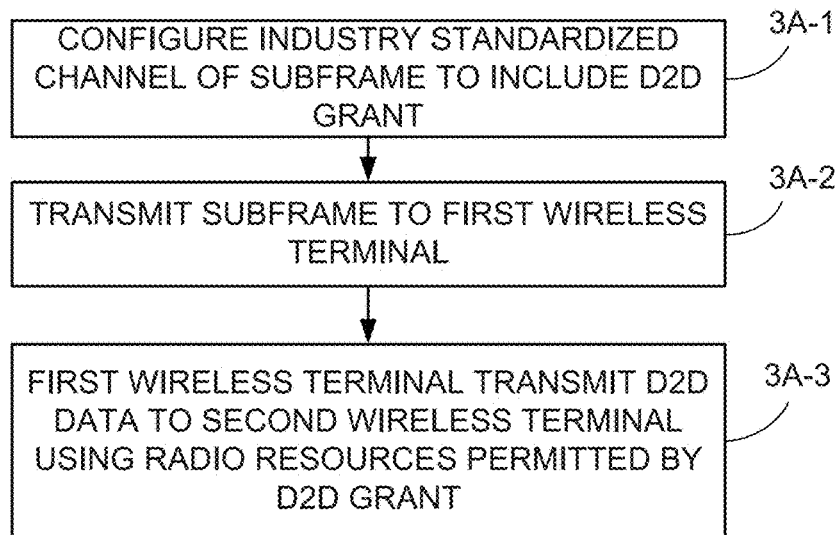 3A-1
CONFIGURE INDUSTRY STANDARDIZED
CHANNEL OF SUBFRAME TO INCLUDE D2D
GRANT
3A-2
TRANSMIT SUBFRAME TO FIRST WIRELESS
TERMINAL
3A-3
FIRST WIRELESS TERMINAL TRANSMIT D2D
DATA TO SECOND WIRELESS TERMINAL
USING RADIO RESOURCES PERMITTED BY
D2D GRANT